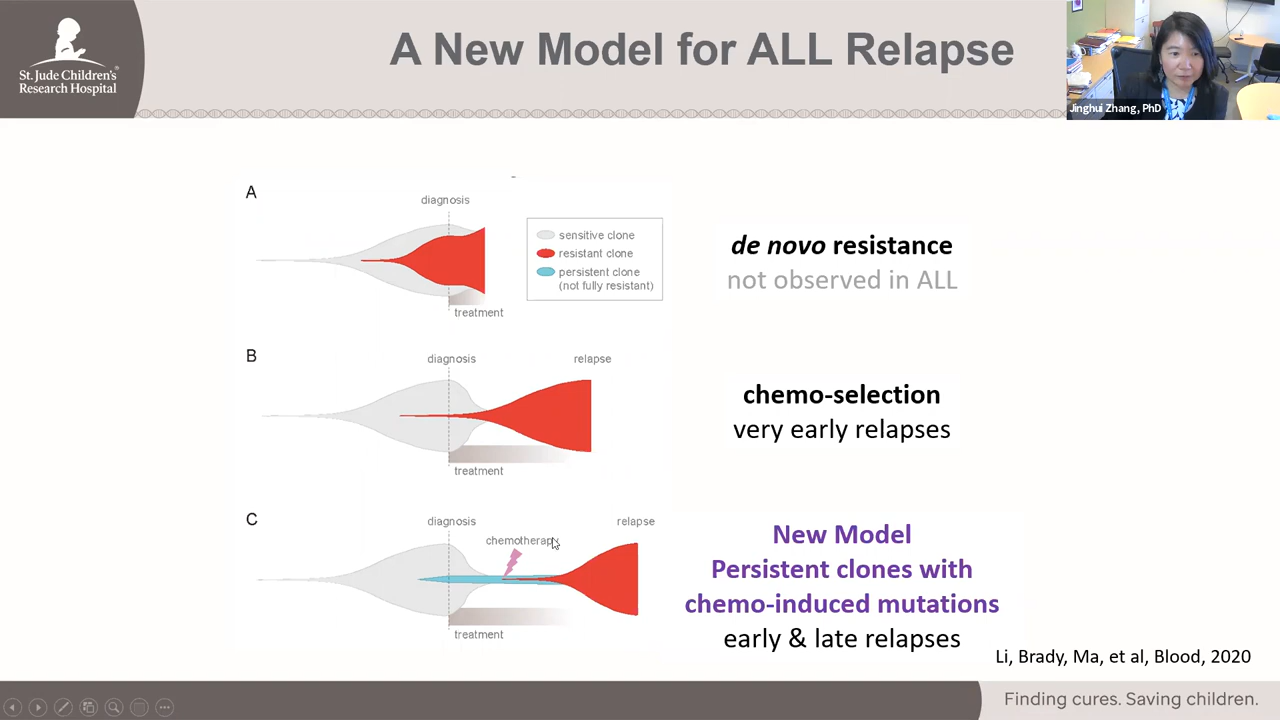 St. Jude Children's®
Research Hospital
A New Model for ALL Relapse
Jinghui Zhang, PhD
A
diagnosis
sensitive clone
resistant clone
persistent clone
(not fully resistant)
treatment
de novo resistance
not observed in ALL
B
diagnosis
relapse
treatment
chemo-selection
very early relapses
C
diagnosis
relapse
chemotherapy
treatment
New Model
Persistent clones with
chemo-induced mutations
early & late relapses
Li, Brady, Ma, et al, Blood, 2020
Finding cures. Saving children.